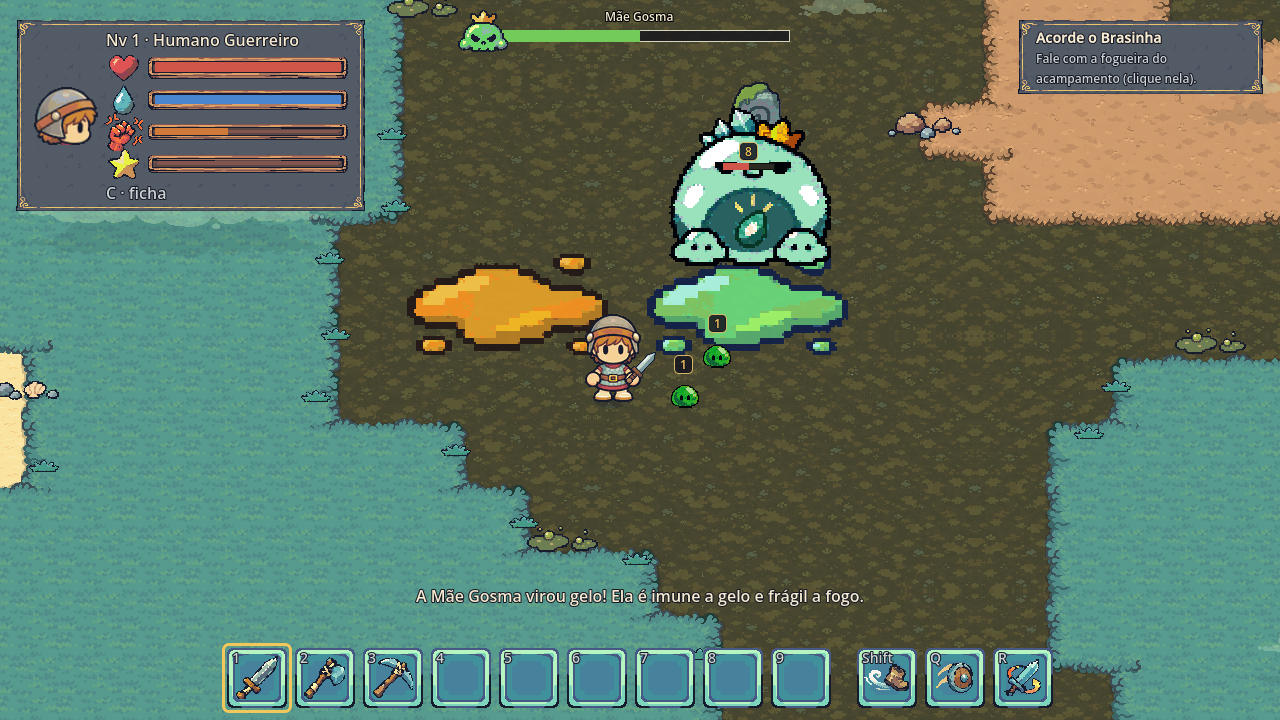 Nv 1 · Humano Guerreiro
C · ficha
Mãe Gosma
Acorde o Brasinha
Fale com a fogueira do
acampamento (clique nela).
8
1
1
A Mãe Gosma virou gelo! Ela é imune a gelo e frágil a fogo.
1 2 3 4 5 6 7 8 9 Shift Q R